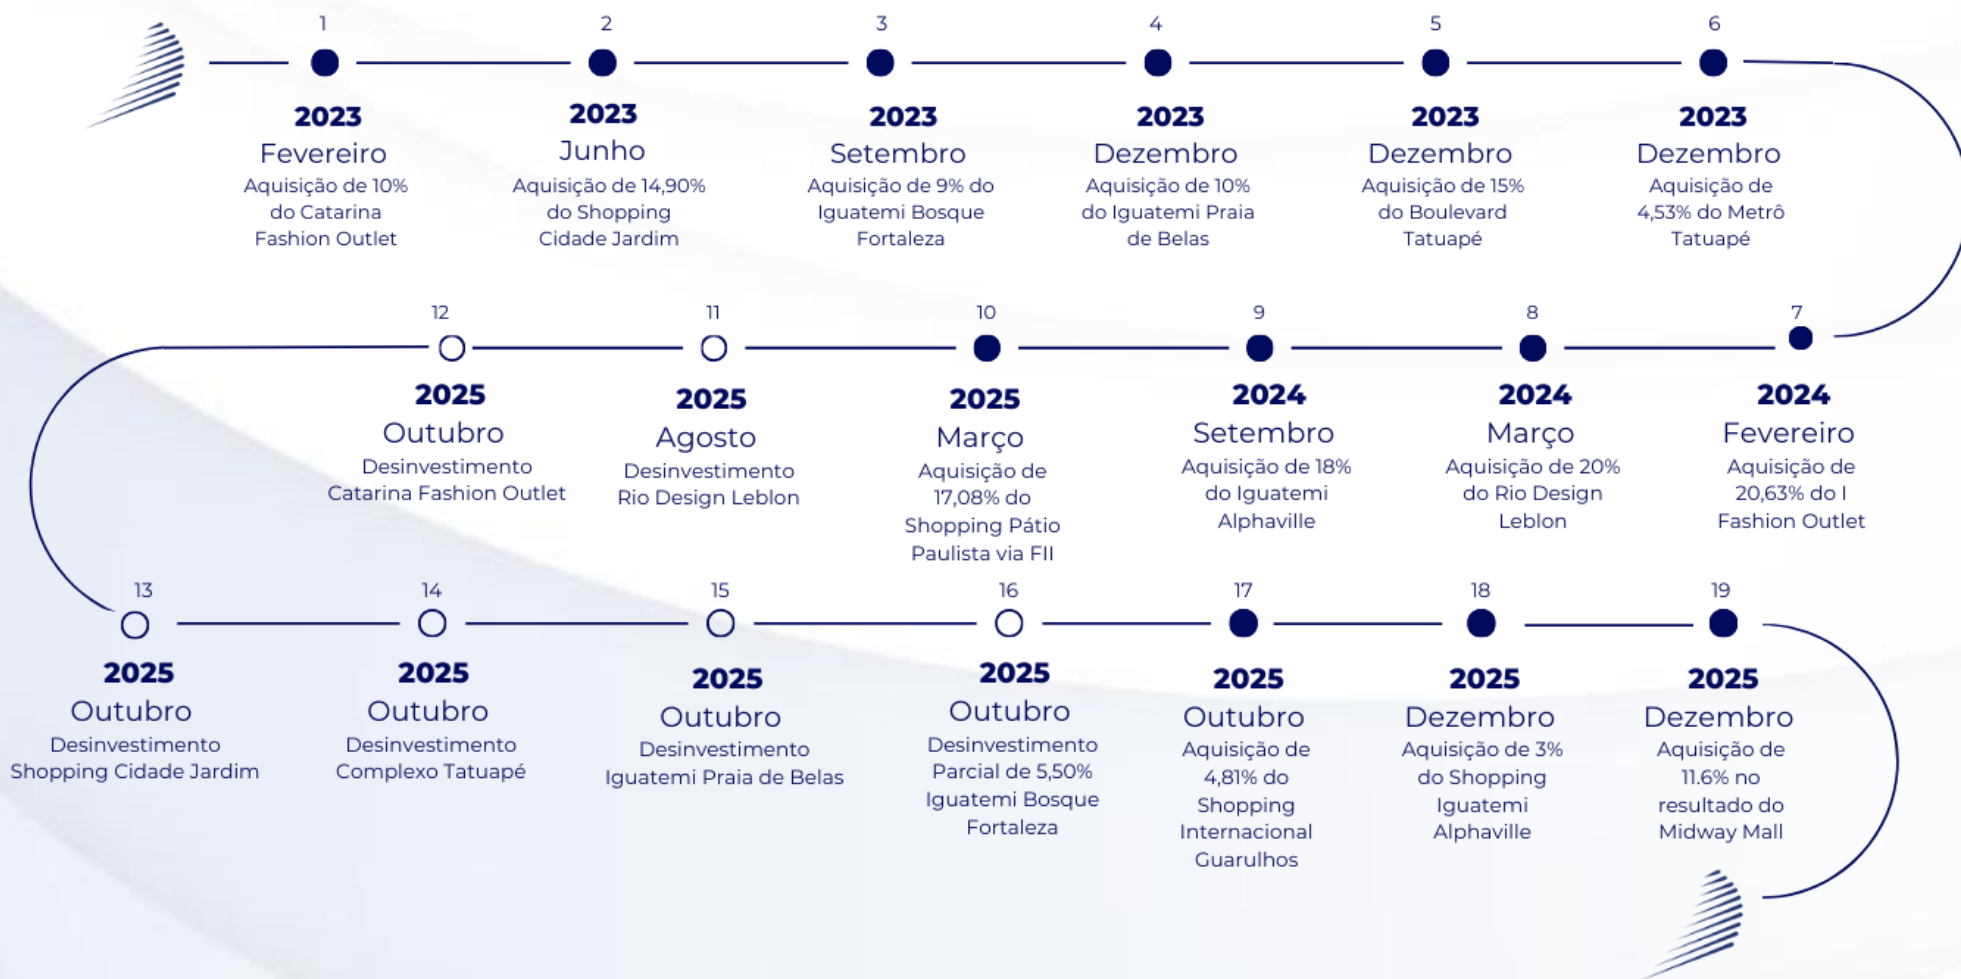 1
2023
Fevereiro
Aquisição de 10%
do Catarina
Fashion Outlet
2
2023
Junho
Aquisição de 14,90%
do Shopping
Cidade Jardim
3
2023
Setembro
Aquisição de 9% do
Iguatemi Bosque
Fortaleza
4
2023
Dezembro
Aquisição de 10%
do Iguatemi Praia
de Belas
5
2023
Dezembro
Aquisição de 15%
do Boulevard
Tatuapé
6
2023
Dezembro
Aquisição de
4,53% do Metrô
Tatuapé
7
2024
Fevereiro
Aquisição de
20,63% do I
Fashion Outlet
8
2024
Março
Aquisição de 20%
do Rio Design
Leblon
9
2024
Setembro
Aquisição de 18%
do Iguatemi
Alphaville
10
2025
Março
Aquisição de
17,08% do
Shopping Pátio
Paulista via FII
11
2025
Agosto
Desinvestimento
Rio Design Leblon
12
2025
Outubro
Desinvestimento
Catarina Fashion Outlet
13
2025
Outubro
Desinvestimento
Shopping Cidade Jardim
14
2025
Outubro
Desinvestimento
Complexo Tatuapé
15
2025
Outubro
Desinvestimento
Iguatemi Praia de Belas
16
2025
Outubro
Desinvestimento
Parcial de 5,50%
Iguatemi Bosque
Fortaleza
17
2025
Outubro
Aquisição de
4,81% do
Shopping
Internacional
Guarulhos
18
2025
Dezembro
Aquisição de 3%
do Shopping
Iguatemi
Alphaville
19
2025
Dezembro
Aquisição de
11.6% no
resultado do
Midway Mall